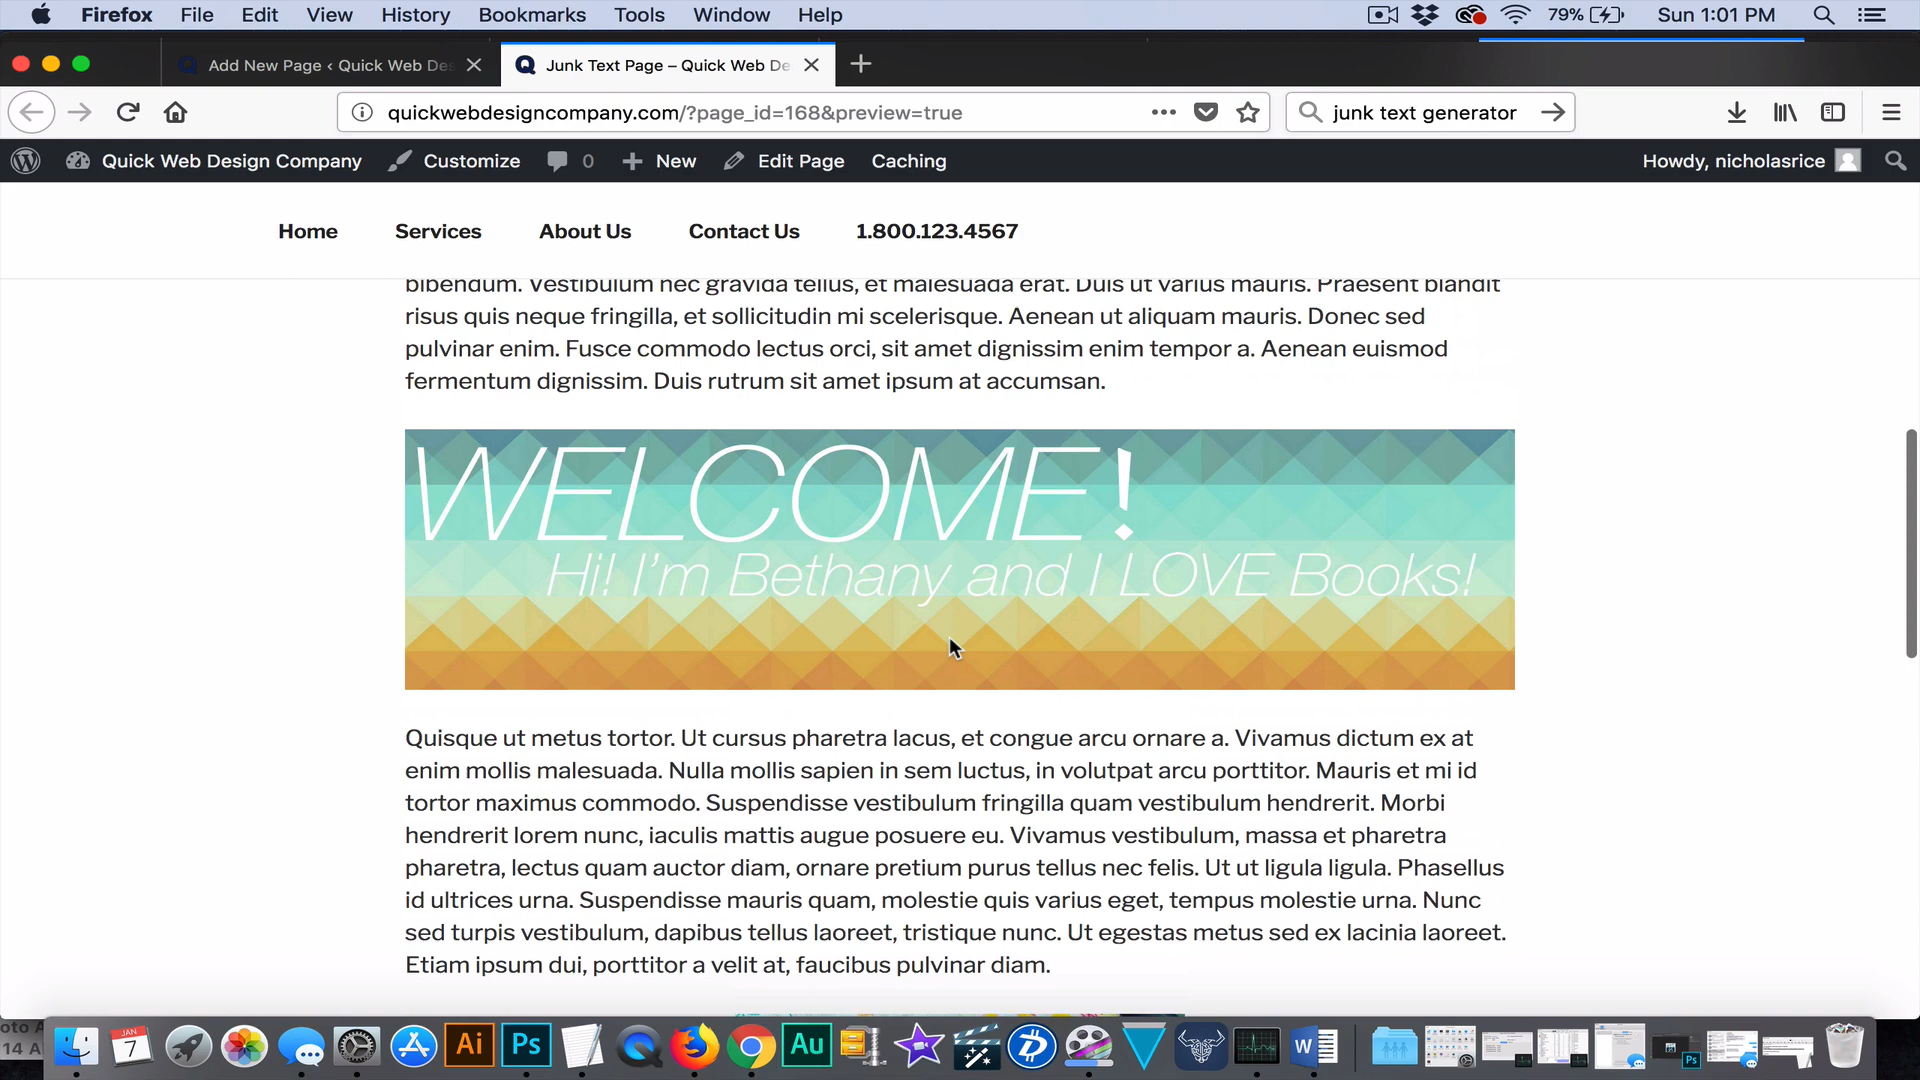 Firefox File Edit View History Bookmarks Tools Window Help 79% Sun 1:01 PM
Add New Page ‹ Quick Web Des
Junk Text Page – Quick Web De
quickwebdesigncompany.com/?page_id=168&preview=true
junk text generator
Quick Web Design Company Customize 0 New Edit Page Caching Howdy, nicholasrice
Home Services About Us Contact Us 1.800.123.4567
bibendum. Vestibulum nec gravida tellus, et malesuada erat. Duis ut varius mauris. Praesent blandit
risus quis neque fringilla, et sollicitudin mi scelerisque. Aenean ut aliquam mauris. Donec sed
pulvinar enim. Fusce commodo lectus orci, sit amet dignissim enim tempor a. Aenean euismod
fermentum dignissim. Duis rutrum sit amet ipsum at accumsan.
WELCOME!
Hi! I'm Bethany and I LOVE Books!
Quisque ut metus tortor. Ut cursus pharetra lacus, et congue arcu ornare a. Vivamus dictum ex at
enim mollis malesuada. Nulla mollis sapien in sem luctus, in volutpat arcu porttitor. Mauris et mi id
tortor maximus commodo. Suspendisse vestibulum fringilla quam vestibulum hendrerit. Morbi
hendrerit lorem nunc, iaculis mattis augue posuere eu. Vivamus vestibulum, massa et pharetra
pharetra, lectus quam auctor diam, ornare pretium purus tellus nec felis. Ut ut ligula ligula. Phasellus
id ultrices urna. Suspendisse mauris quam, molestie quis varius eget, tempus molestie urna. Nunc
sed turpis vestibulum, dapibus tellus laoreet, tristique nunc. Ut egestas metus sed ex lacinia laoreet.
Etiam ipsum dui, porttitor a velit at, faucibus pulvinar diam.
oto A
14 A
JAN
7
Ai
Ps
Au
W
Ps